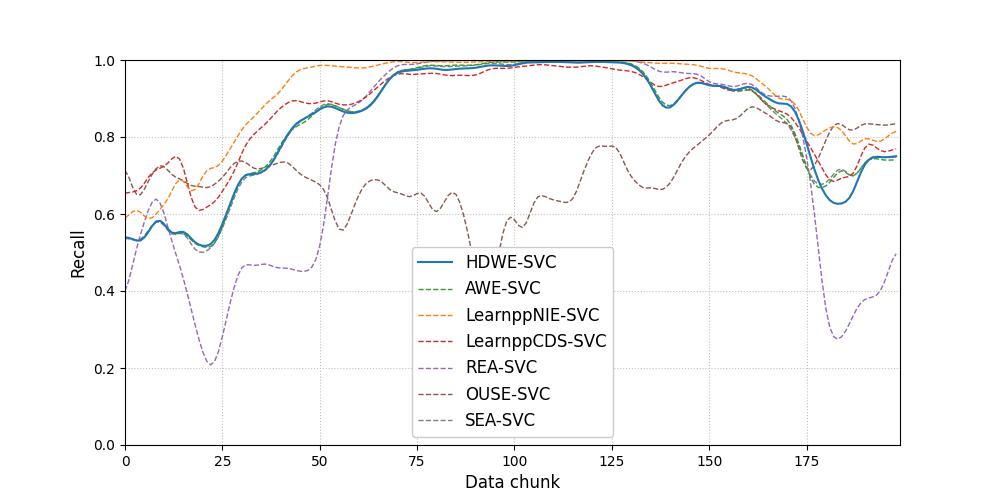 1.0
0.8
0.6
0.4
0.2
0.0
Recall
HDWE-SVC
AWE-SVC
LearnppNIE-SVC
LearnppCDS-SVC
REA-SVC
OUSE-SVC
SEA-SVC
0 25 50 75 100 125 150 175
Data chunk